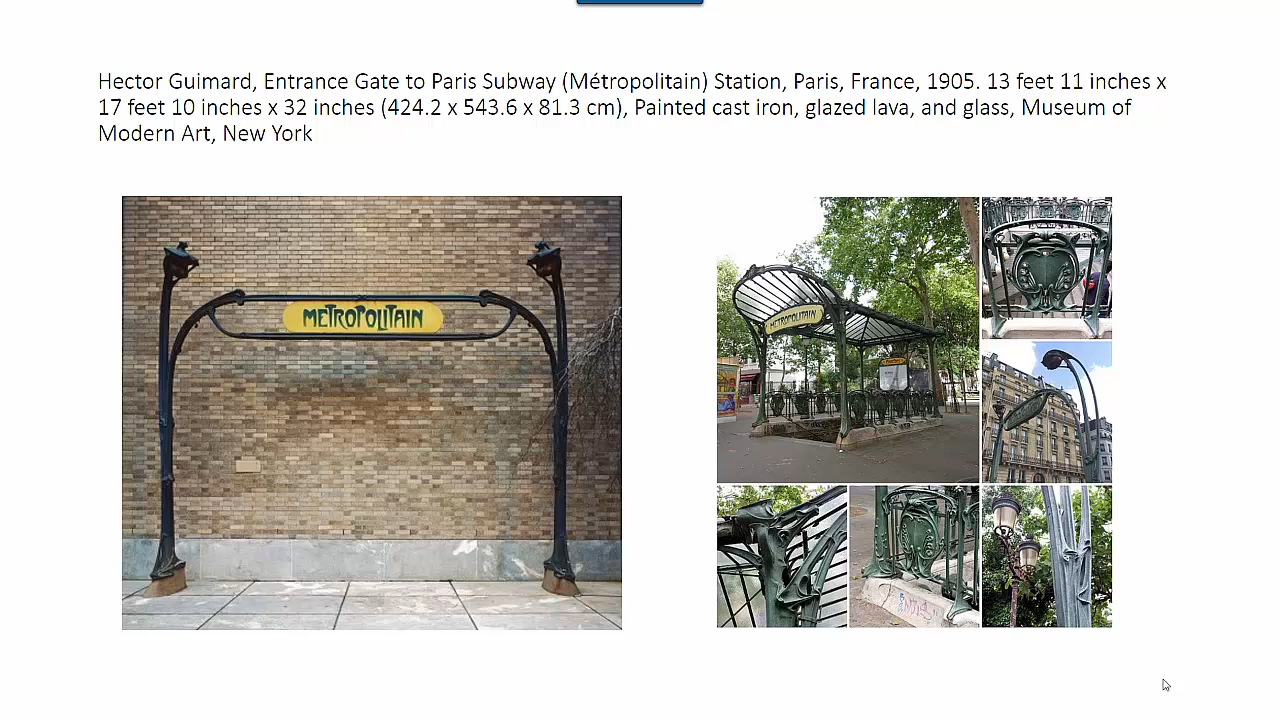 Hector Guimard, Entrance Gate to Paris Subway (Métropolitain) Station, Paris, France, 1905. 13 feet 11 inches x
17 feet 10 inches x 32 inches (424.2 x 543.6 x 81.3 cm), Painted cast iron, glazed lava, and glass, Museum of
Modern Art, New York
METROPOLITAIN
METROPOLITAIN